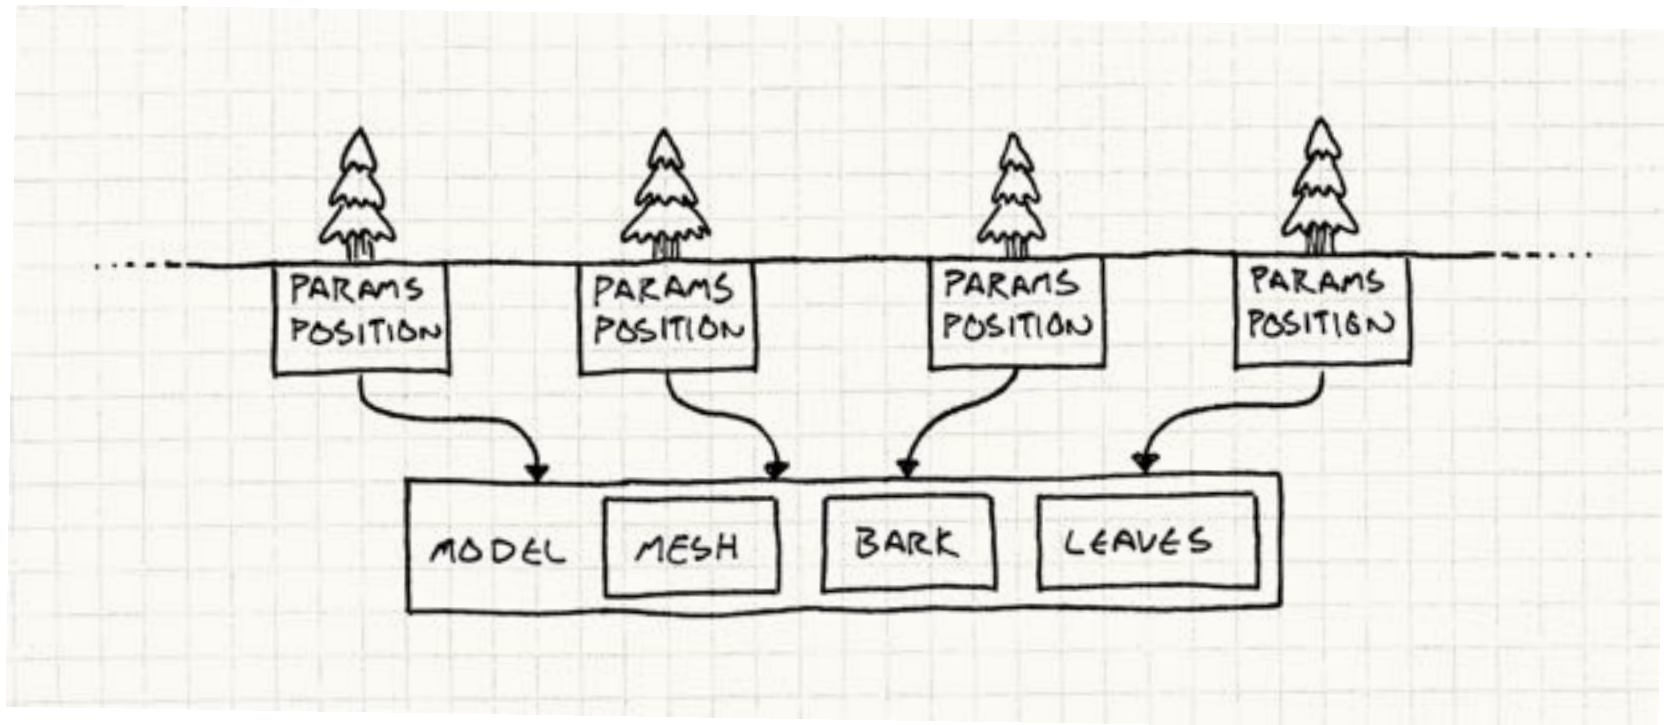 PARAMS
POSITION
PARAMS
POSITION
PARAMS
POSITION
PARAMS
POSITION
MODEL
MESH
BARK
LEAVES